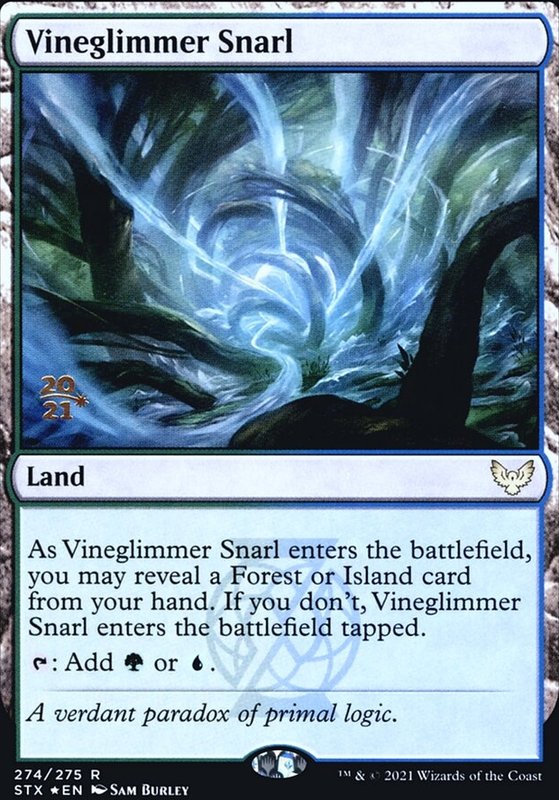 Vineglimmer Snarl
20
21
Land
As Vineglimmer Snarl enters the battlefield,
you may reveal a Forest or Island card
from your hand. If you don't, Vineglimmer
Snarl enters the battlefield tapped.
: Add or .
A verdant paradox of primal logic.
274/275 R
STX ★ EN SAM BURLEY
™ & © 2021 Wizards of the Coast